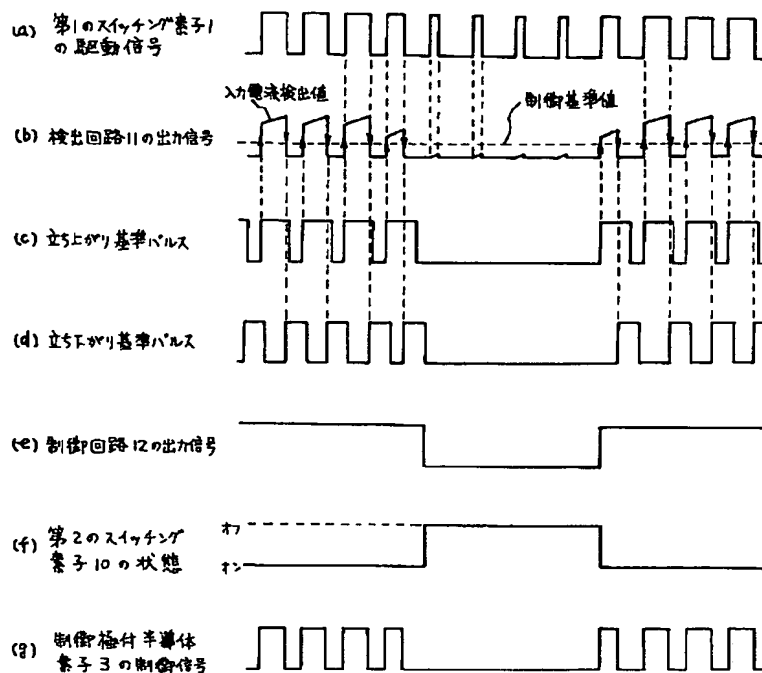 (a) 第1のスイッチング素子1
の駆動信号
入力電流検出値
制御基準値
(b) 検出回路11の出力信号
(c) 立ち上がり基準パルス
(d) 立ち下がり基準パルス
(e) 制御回路12の出力信号
(f) 第2のスイッチング
素子10の状態
オフ
オン
(g) 制御極付半導体
素子3の制御信号